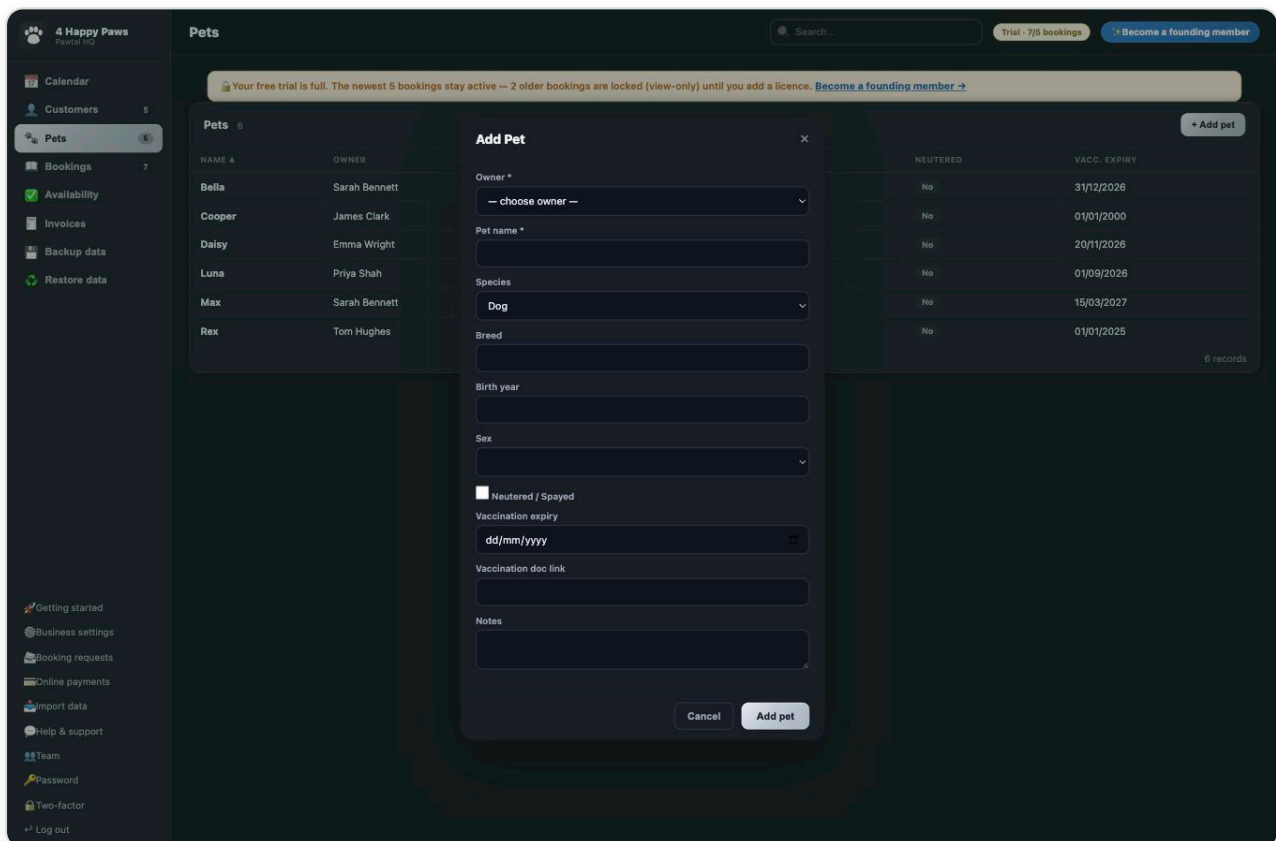 4 Happy Paws
Pawtal HQ
Pets
Search...
Trial · 7/5 bookings
Become a founding member
Calendar
Customers 5
Pets 6
Bookings 7
Availability
Invoices
Backup data
Restore data
Getting started
Business settings
Booking requests
Online payments
Import data
Help & support
Team
Password
Two-factor
Log out
Your free trial is full. The newest 5 bookings stay active — 2 older bookings are locked (view-only) until you add a licence. Become a founding member →
Pets 6
+ Add pet
NAME ▲ OWNER NEUTERED VACC. EXPIRY
Bella Sarah Bennett No 31/12/2026
Cooper James Clark No 01/01/2000
Daisy Emma Wright No 20/11/2026
Luna Priya Shah No 01/09/2026
Max Sarah Bennett No 15/03/2027
Rex Tom Hughes No 01/01/2025
6 records
Add Pet ×
Owner *
— choose owner —
Pet name *
Species
Dog
Breed
Birth year
Sex
Neutered / Spayed
Vaccination expiry
dd/mm/yyyy
Vaccination doc link
Notes
Cancel
Add pet